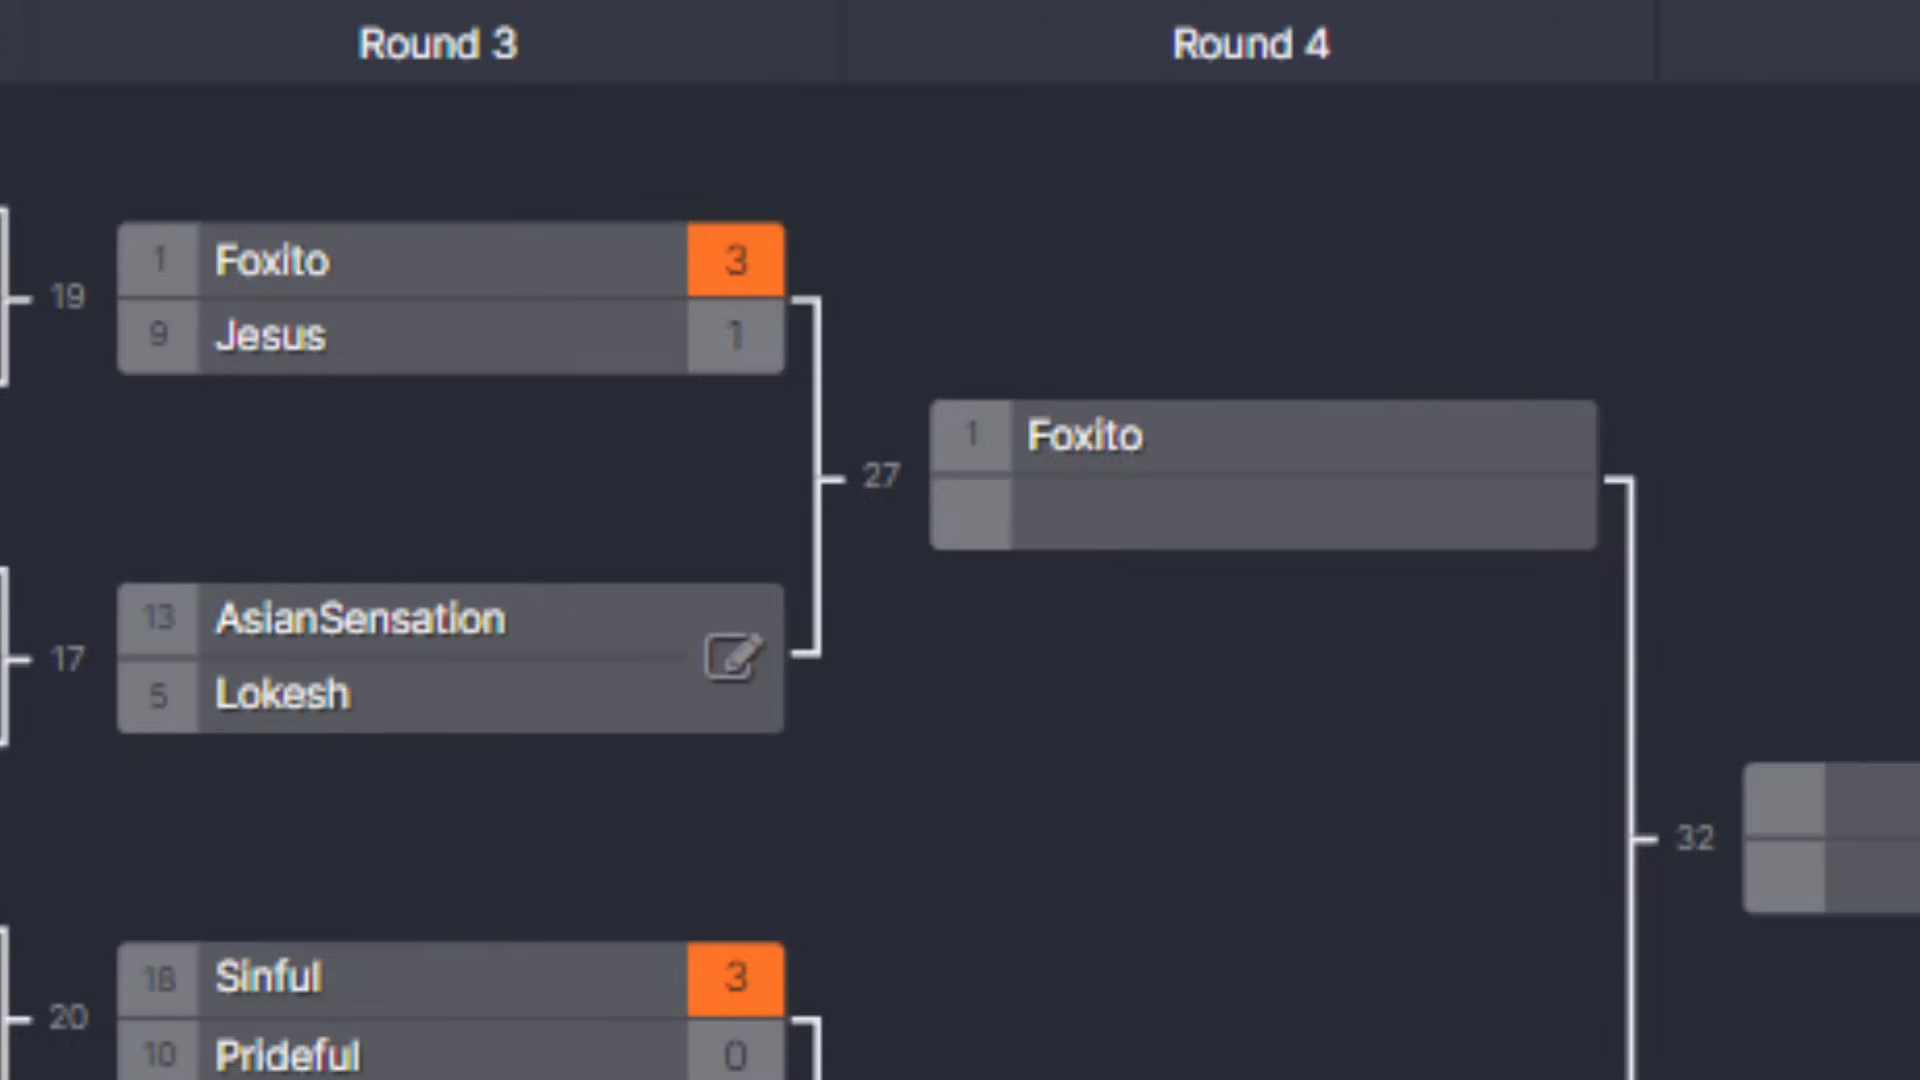 Round 3
Round 4
1 Foxito 3
19
9 Jesus 1
1 Foxito
27
13 AsianSensation
17
5 Lokesh
32
18 Sinful 3
20
10 Prideful 0